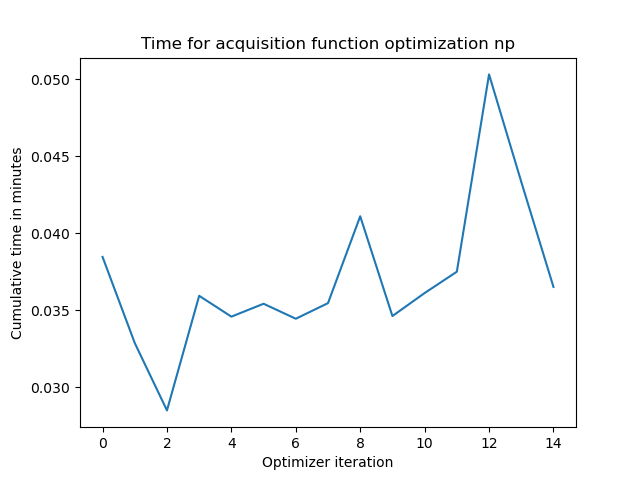 Time for acquisition function optimization np
0.050
0.045
0.040
0.035
0.030
Cumulative time in minutes
0 2 4 6 8 10 12 14
Optimizer iteration